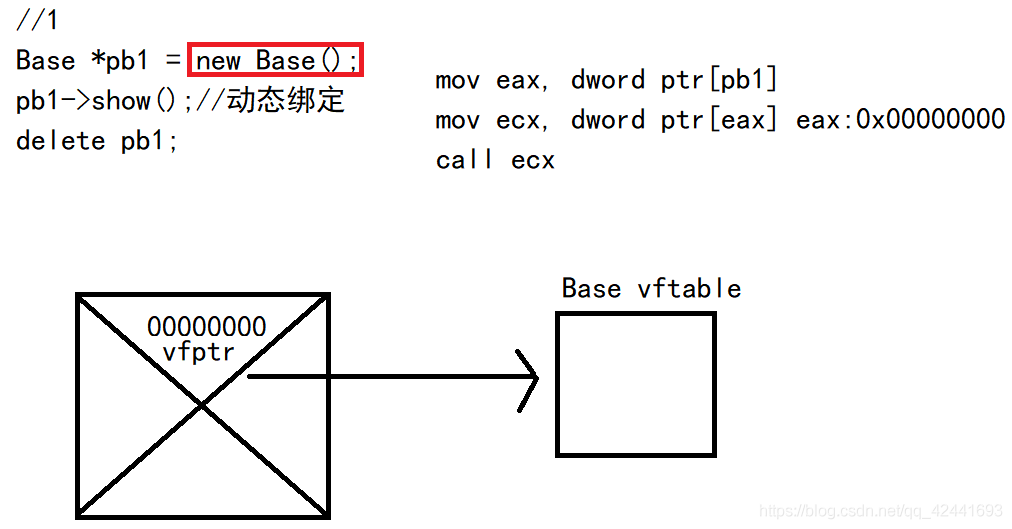 //1
Base *pb1 = new Base();
pb1->show();//动态绑定
delete pb1;
mov eax, dword ptr[pb1]
mov ecx, dword ptr[eax] eax:0x00000000
call ecx
00000000
vfptr
Base vftable
https://blog.csdn.net/qq_42441693